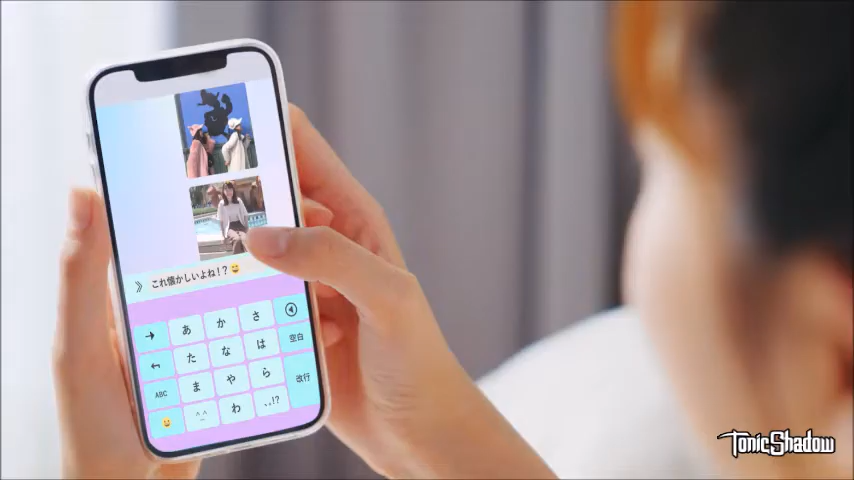 これ懐かしいよね！？😄
あ か さ
た な は 空白
ま や ら 改行
ABC
^_^ わ 、。!?
TonicShadow